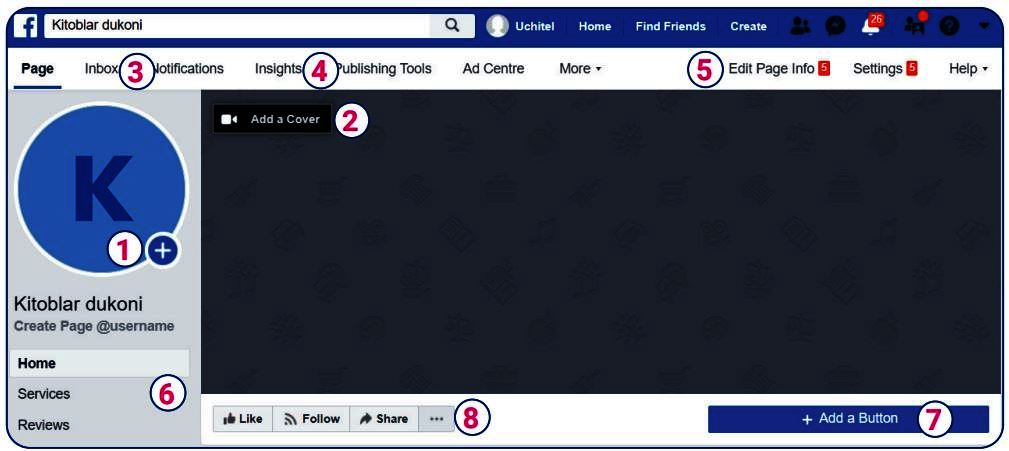 f Kitoblar dukoni Uchitel Home Find Friends Create 26
Page Inbox 3 Notifications Insights 4 Publishing Tools Ad Centre More 5 Edit Page Info 5 Settings 5 Help
Add a Cover 2
K
1 +
Kitoblar dukoni
Create Page @username
Home
Services 6
Reviews
Like Follow Share ... 8 + Add a Button 7